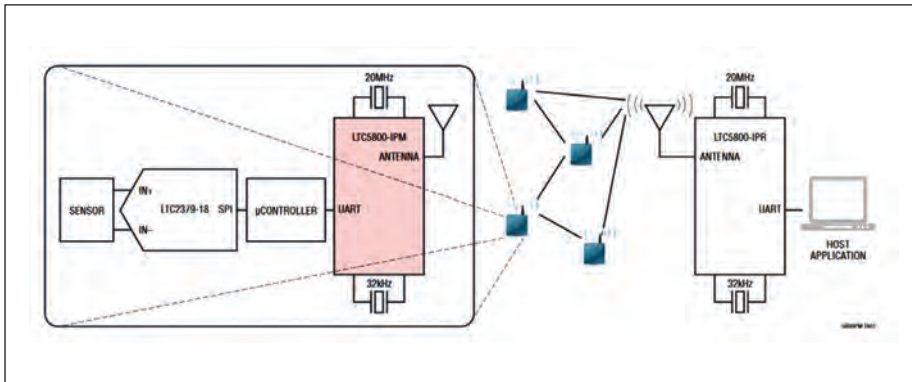 20MHz
LTC5800-IPM
ANTENNA
SENSOR
IN+
IN–
LTC2379-18
SPI
µCONTROLLER
UART
32kHz
20MHz
LTC5800-IPR
ANTENNA
UART
HOST
APPLICATION
32kHz